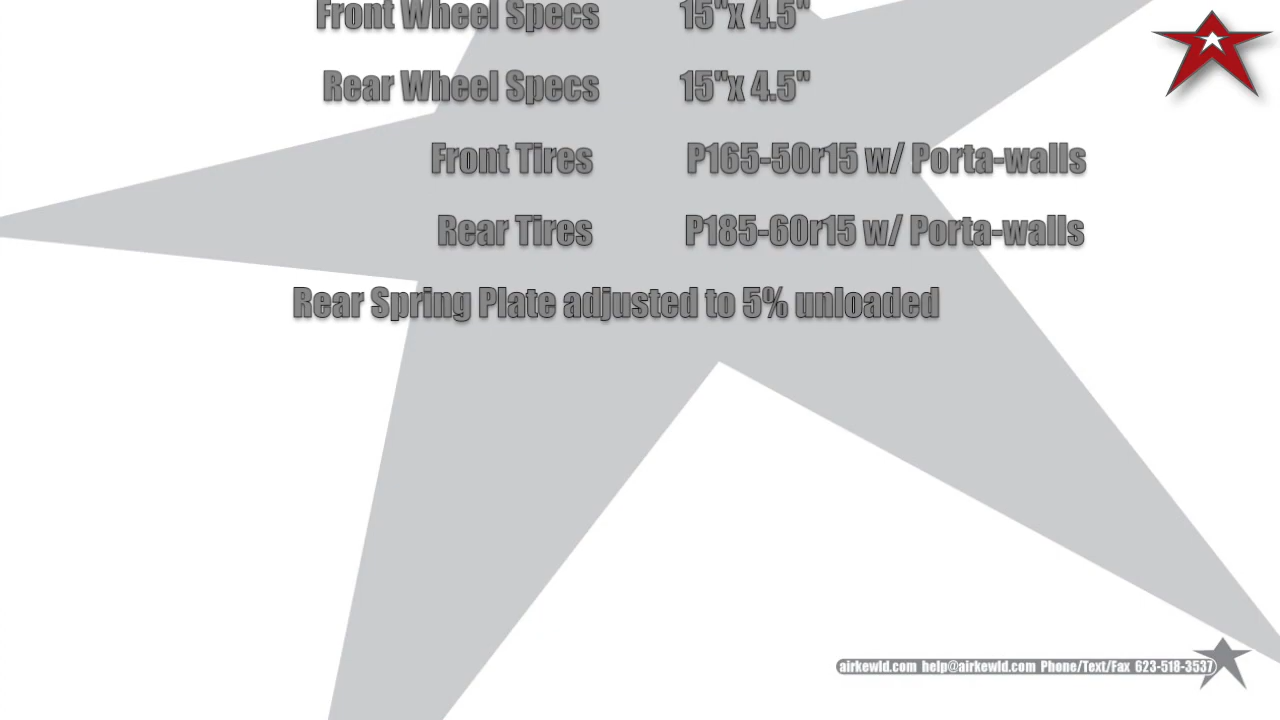 Front Wheel Specs 15"x 4.5"
Rear Wheel Specs 15"x 4.5"
Front Tires P165-50r15 w/ Porta-walls
Rear Tires P185-60r15 w/ Porta-walls
Rear Spring Plate adjusted to 5% unloaded
airkewld.com help@airkewld.com Phone/Text/Fax 623-518-3537